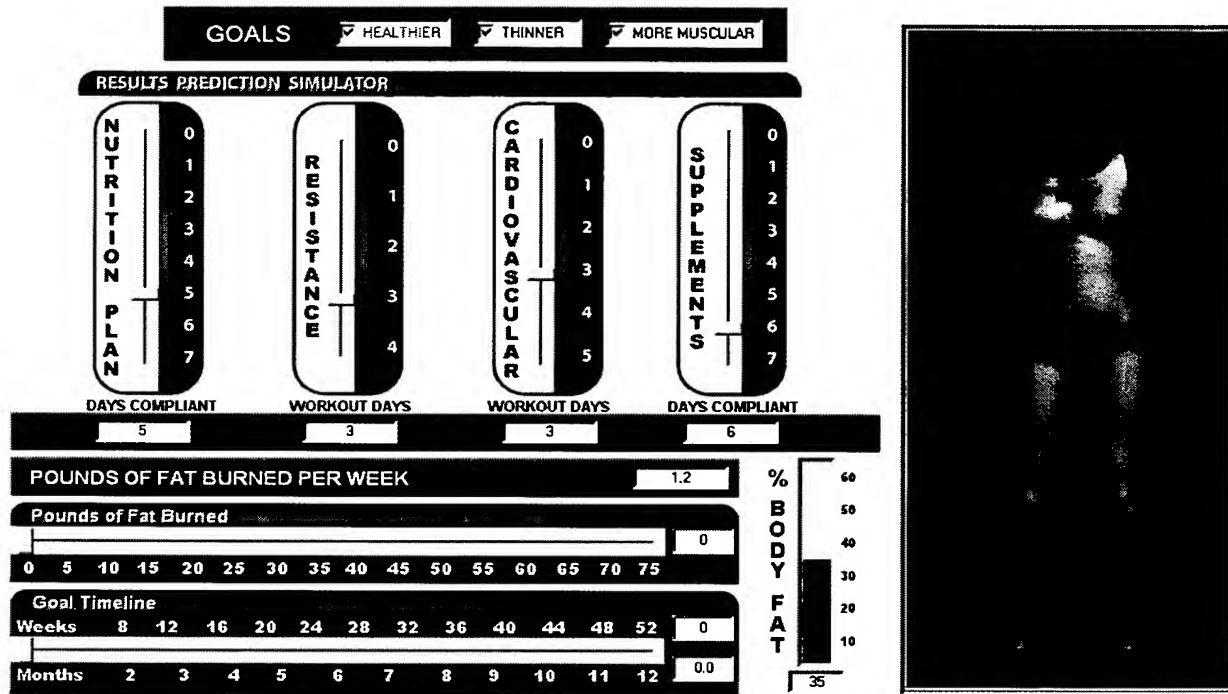 GOALS HEALTHIER THINNER MORE MUSCULAR
RESULTS PREDICTION SIMULATOR
NUTRITION PLAN
0
1
2
3
4
5
6
7
RESISTANCE
0
1
2
3
4
CARDIOVASCULAR
0
1
2
3
4
5
SUPPLEMENTS
0
1
2
3
4
5
6
7
DAYS COMPLIANT WORKOUT DAYS WORKOUT DAYS DAYS COMPLIANT
5 3 3 6
POUNDS OF FAT BURNED PER WEEK 1.2
Pounds of Fat Burned
0
0 5 10 15 20 25 30 35 40 45 50 55 60 65 70 75
Goal Timeline
Weeks 8 12 16 20 24 28 32 36 40 44 48 52 0
0.0
Months 2 3 4 5 6 7 8 9 10 11 12
% BODY FAT
60
50
40
30
20
10
35